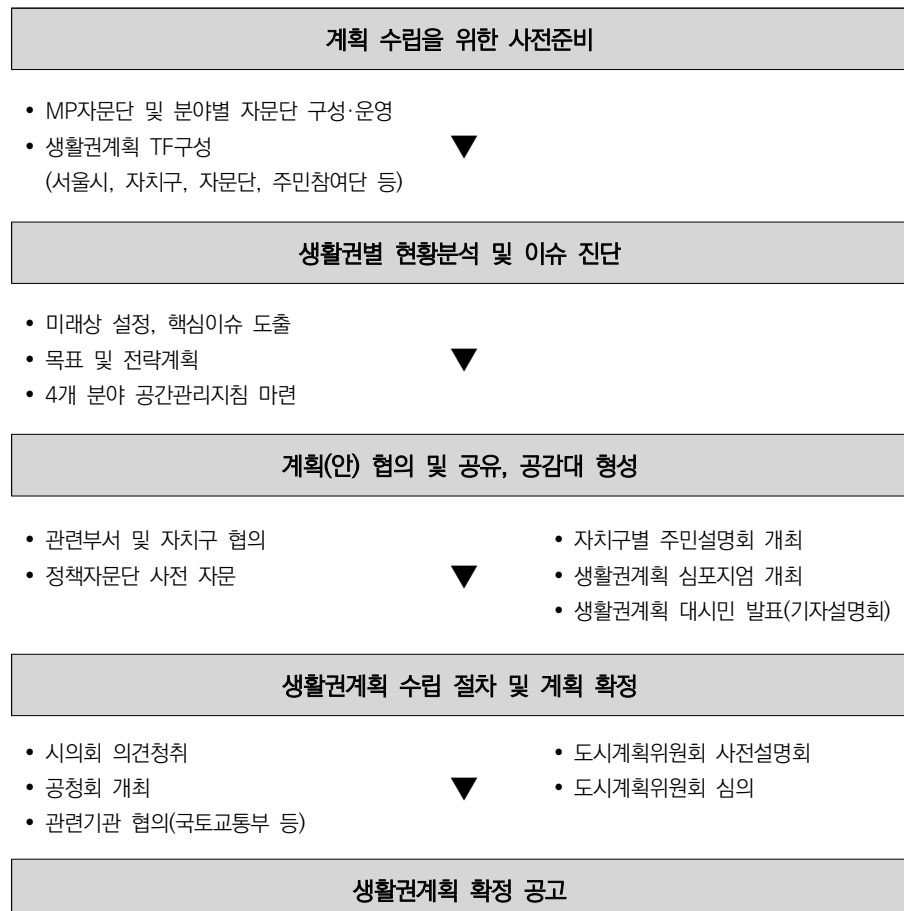 계획 수립을 위한 사전준비
• MP자문단 및 분야별 자문단 구성·운영
• 생활권계획 TF구성
(서울시, 자치구, 자문단, 주민참여단 등)
▼
생활권별 현황분석 및 이슈 진단
• 미래상 설정, 핵심이슈 도출
• 목표 및 전략계획
▼
• 4개 분야 공간관리지침 마련
계획(안) 협의 및 공유, 공감대 형성
• 관련부서 및 자치구 협의
• 정책자문단 사전 자문
▼
• 자치구별 주민설명회 개최
• 생활권계획 심포지엄 개최
• 생활권계획 대시민 발표(기자설명회)
생활권계획 수립 절차 및 계획 확정
• 시의회 의견청취
• 공청회 개최
• 관련기관 협의(국토교통부 등)
▼
• 도시계획위원회 사전설명회
• 도시계획위원회 심의
생활권계획 확정 공고